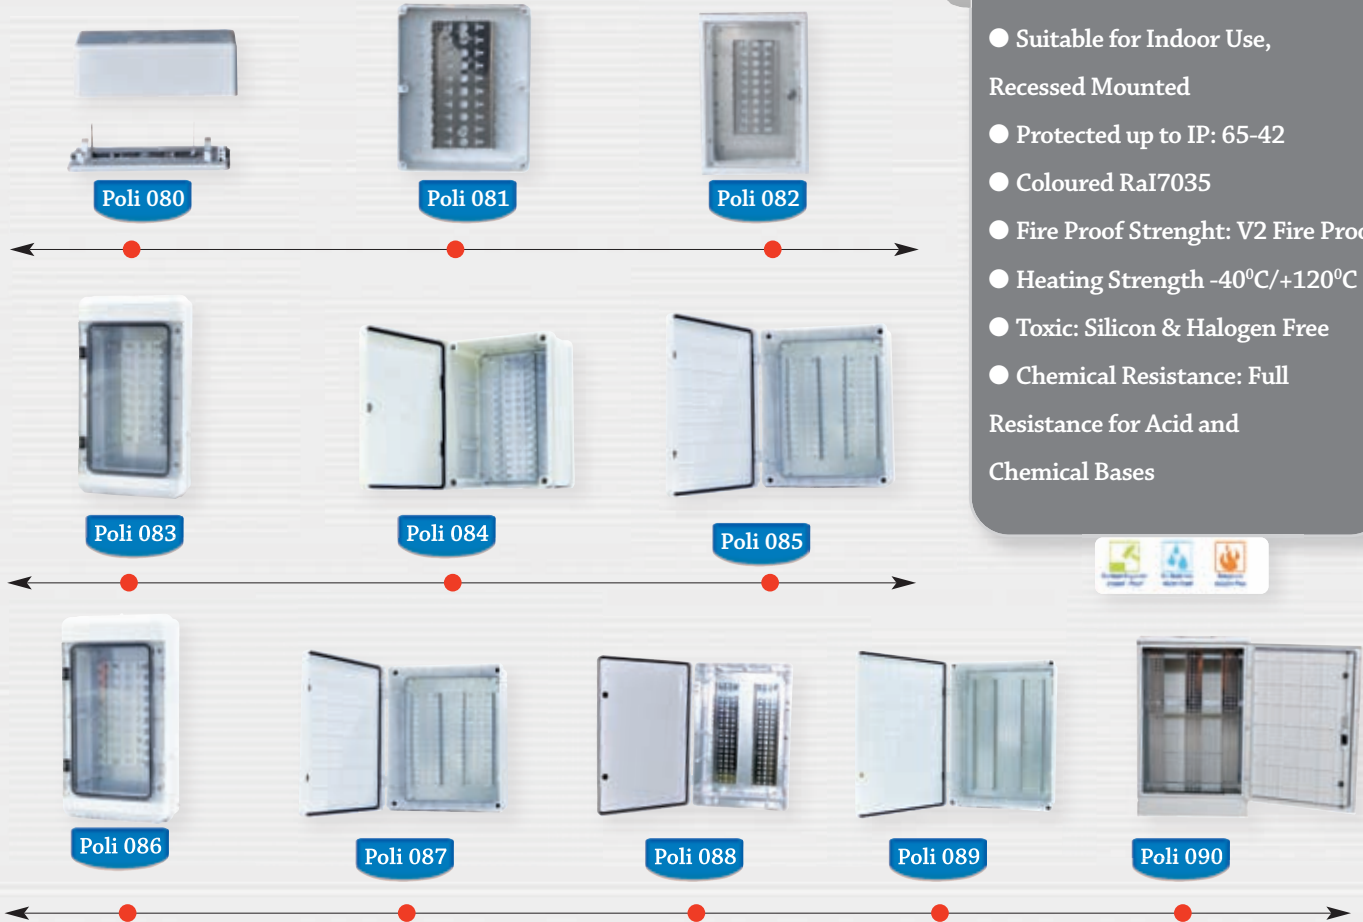 ● Suitable for Indoor Use,
Recessed Mounted
● Protected up to IP: 65-42
● Coloured RaI7035
● Fire Proof Strenght: V2 Fire Proo
● Heating Strength -40⁰C/+120⁰C
● Toxic: Silicon & Halogen Free
● Chemical Resistance: Full
Resistance for Acid and
Chemical Bases
Poli 080
Poli 081
Poli 082
Poli 083
Poli 084
Poli 085
Poli 086
Poli 087
Poli 088
Poli 089
Poli 090